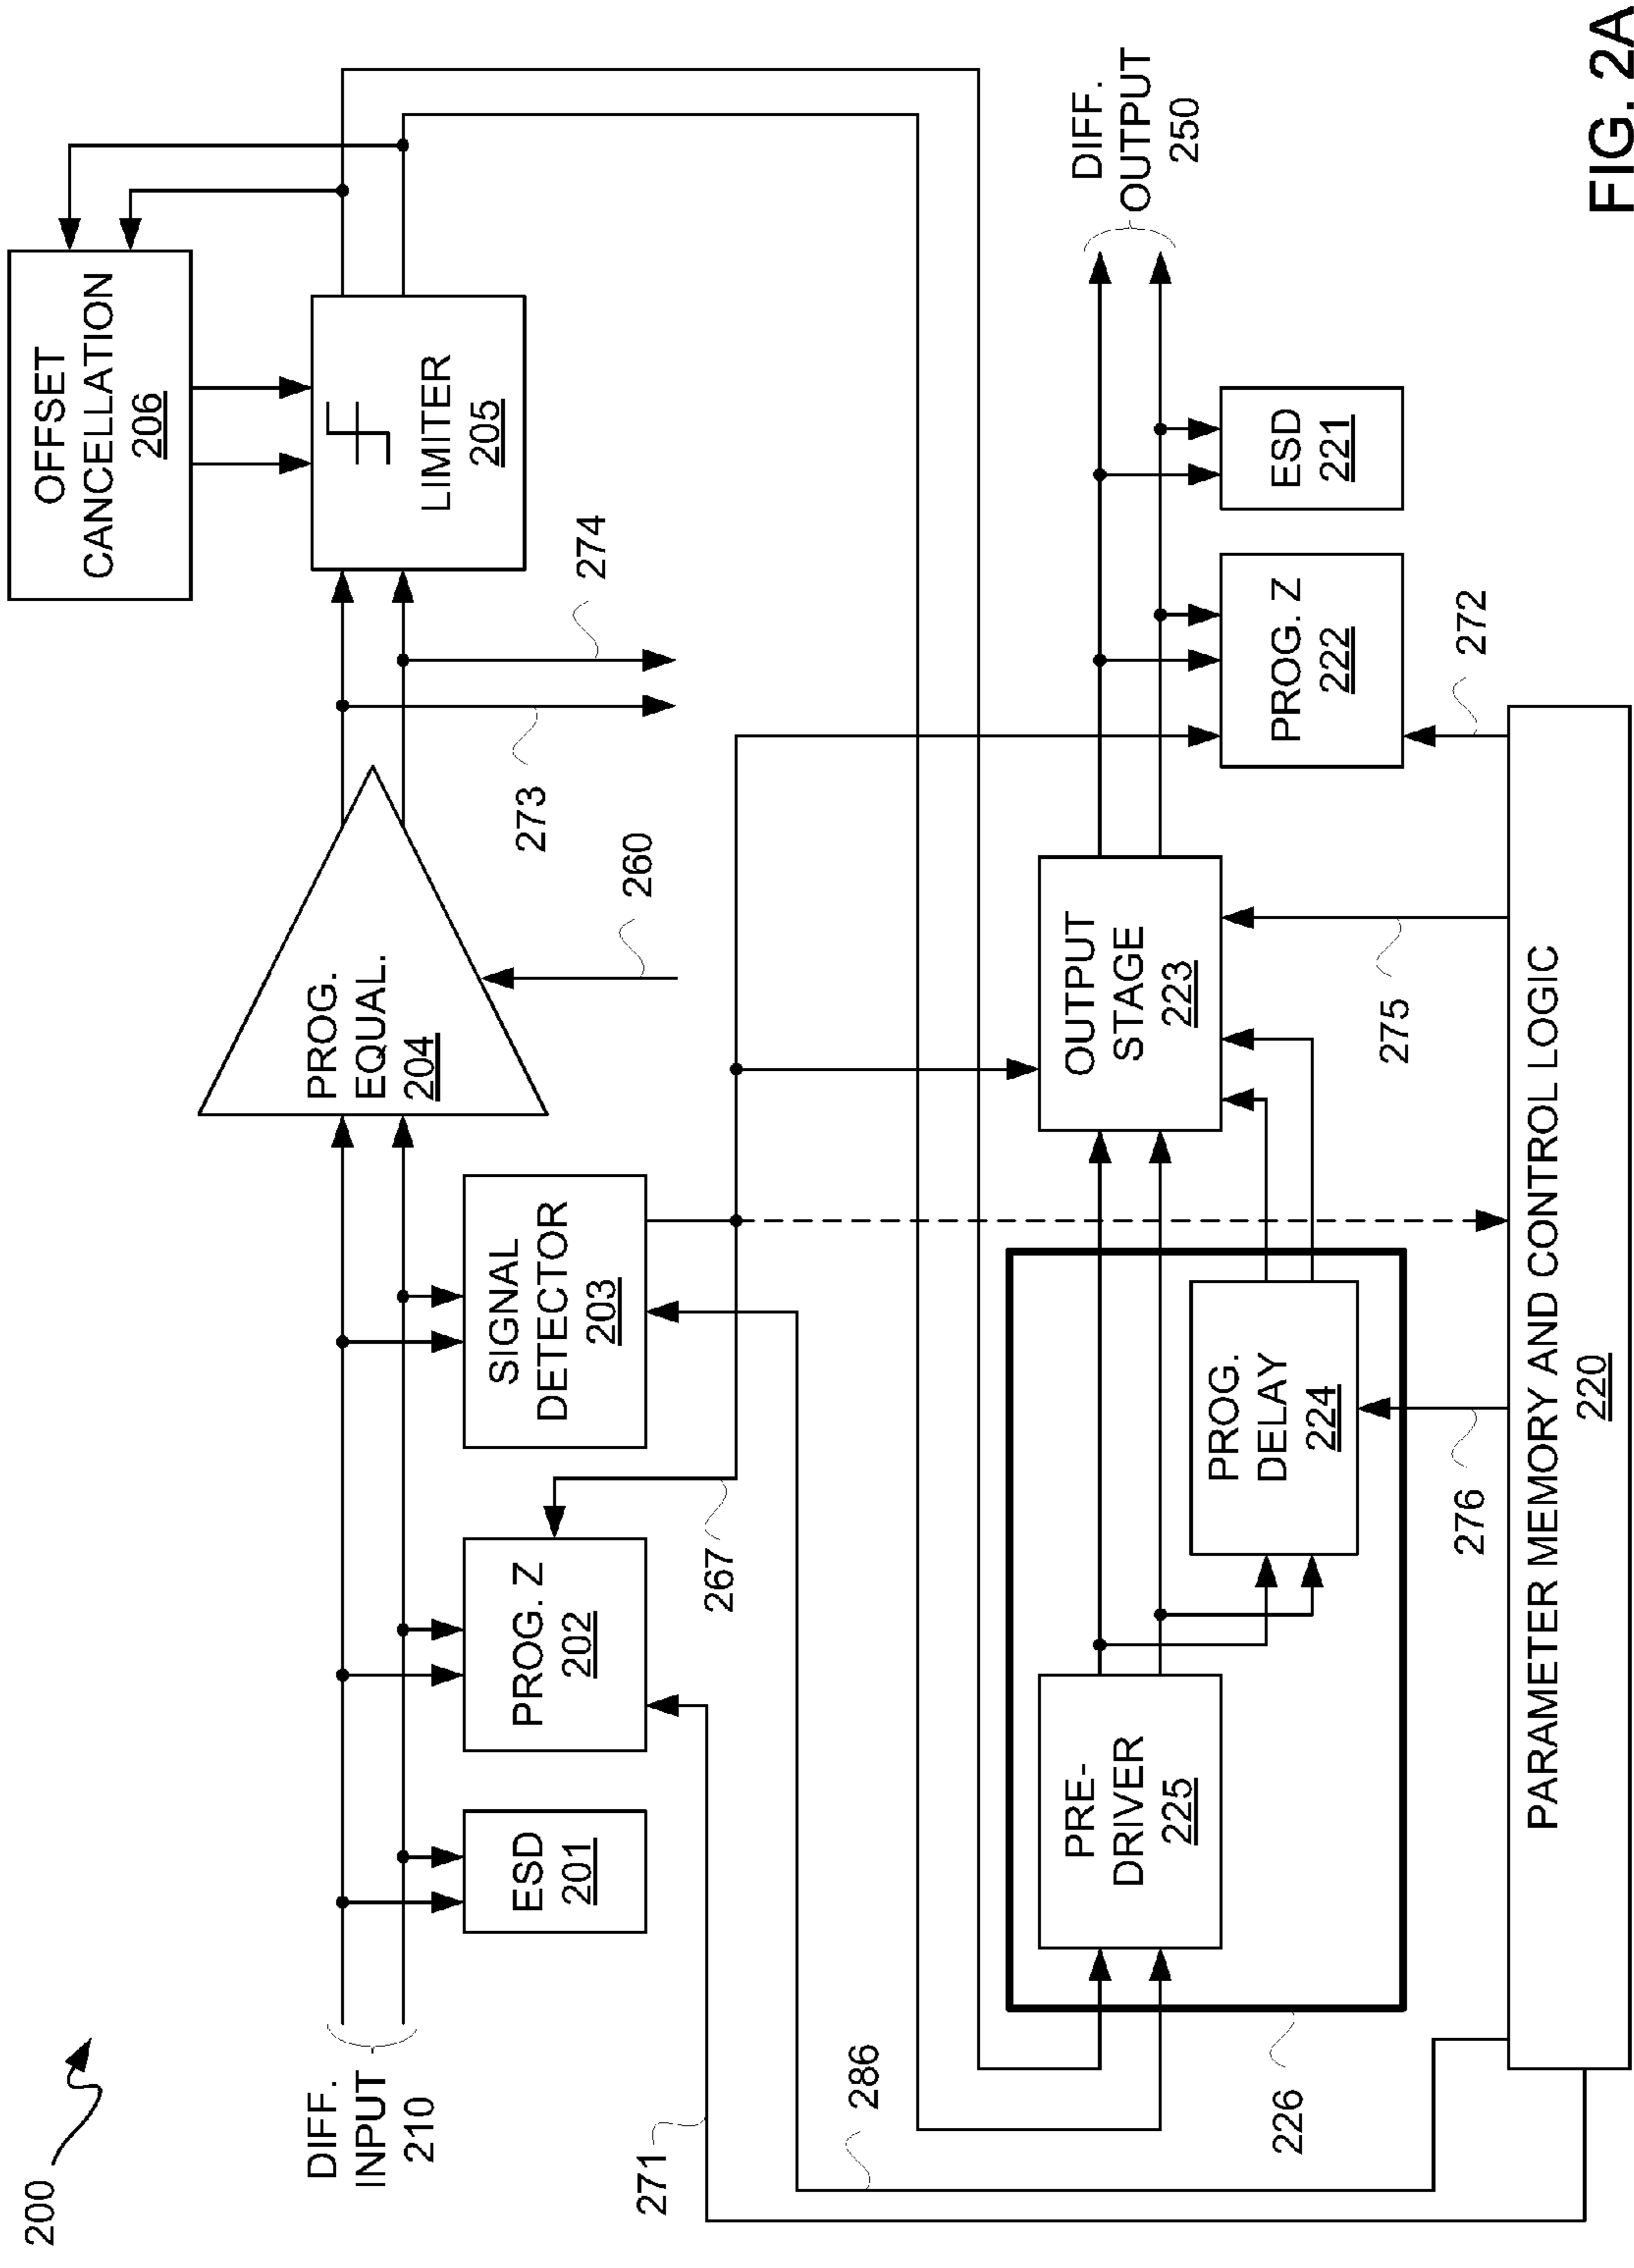 200
OFFSET
CANCELLATION
206
DIFF.
INPUT
210
PROG.
EQUAL.
204
LIMITER
205
ESD
201
PROG. Z
202
SIGNAL
DETECTOR
203
260
273
274
271
267
286
DIFF.
OUTPUT
250
PRE-
DRIVER
225
PROG.
DELAY
224
OUTPUT
STAGE
223
PROG. Z
222
ESD
221
226
276
275
272
PARAMETER MEMORY AND CONTROL LOGIC
220
FIG. 2A